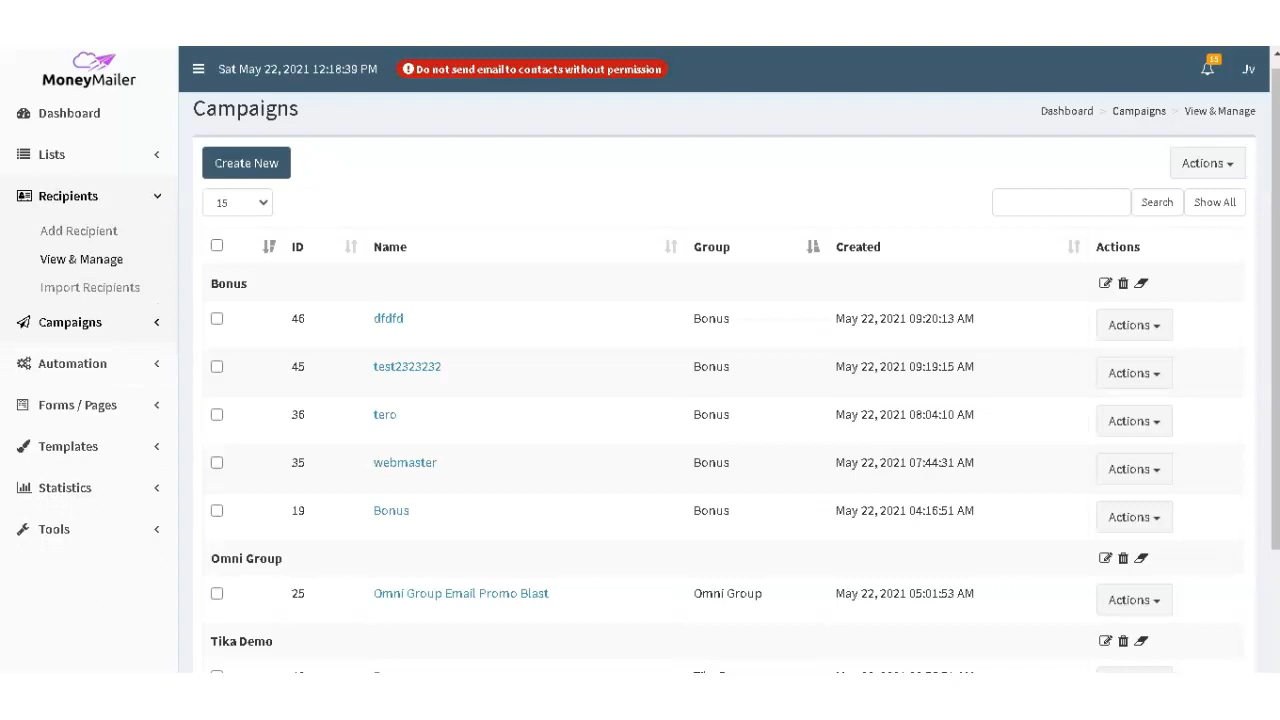 MoneyMailer
Sat May 22, 2021 12:18:39 PM
Do not send email to contacts without permission
15
Jv
Dashboard
Lists
Recipients
Add Recipient
View & Manage
Import Recipients
Campaigns
Automation
Forms / Pages
Templates
Statistics
Tools
Campaigns
Dashboard > Campaigns > View & Manage
Create New
Actions
15
Search
Show All
ID Name Group Created Actions
Bonus
46 dfdfd Bonus May 22, 2021 09:20:13 AM Actions
45 test2323232 Bonus May 22, 2021 09:19:15 AM Actions
36 tero Bonus May 22, 2021 08:04:10 AM Actions
35 webmaster Bonus May 22, 2021 07:44:31 AM Actions
19 Bonus Bonus May 22, 2021 04:16:51 AM Actions
Omni Group
25 Omni Group Email Promo Blast Omni Group May 22, 2021 05:01:53 AM Actions
Tika Demo